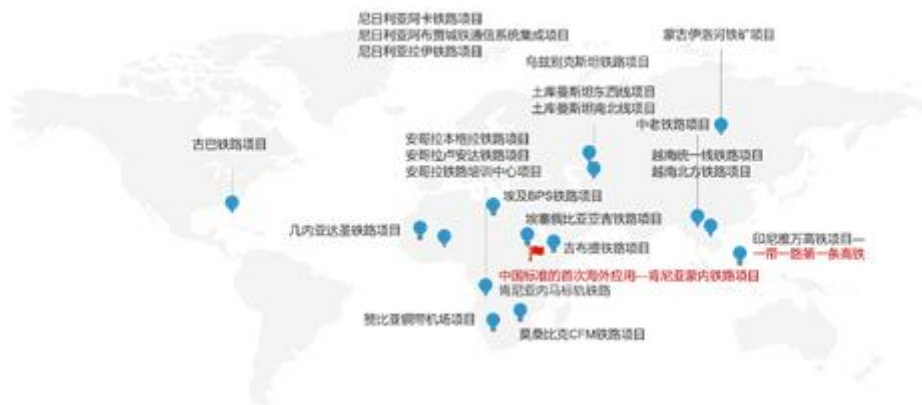 尼日利亚阿卡铁路项目
尼日利亚阿布贾城铁通信系统集成项目
尼日利亚拉伊铁路项目
蒙古伊洛河铁矿项目
乌兹别克斯坦铁路项目
土库曼斯坦东西线项目
土库曼斯坦南北线项目
中老铁路项目
古巴铁路项目
安哥拉本格拉铁路项目
安哥拉卢安达铁路项目
安哥拉铁路培训中心项目
越南统一线铁路项目
越南北方铁路项目
埃及BPS铁路项目
几内亚达圣铁路项目
埃塞俄比亚亚吉铁路项目
吉布提铁路项目
印尼雅万高铁项目—
一带一路第一条高铁
中国标准的首次海外应用—肯尼亚蒙内铁路项目
肯尼亚内马标轨铁路
赞比亚铜带机场项目
莫桑比克CFM铁路项目